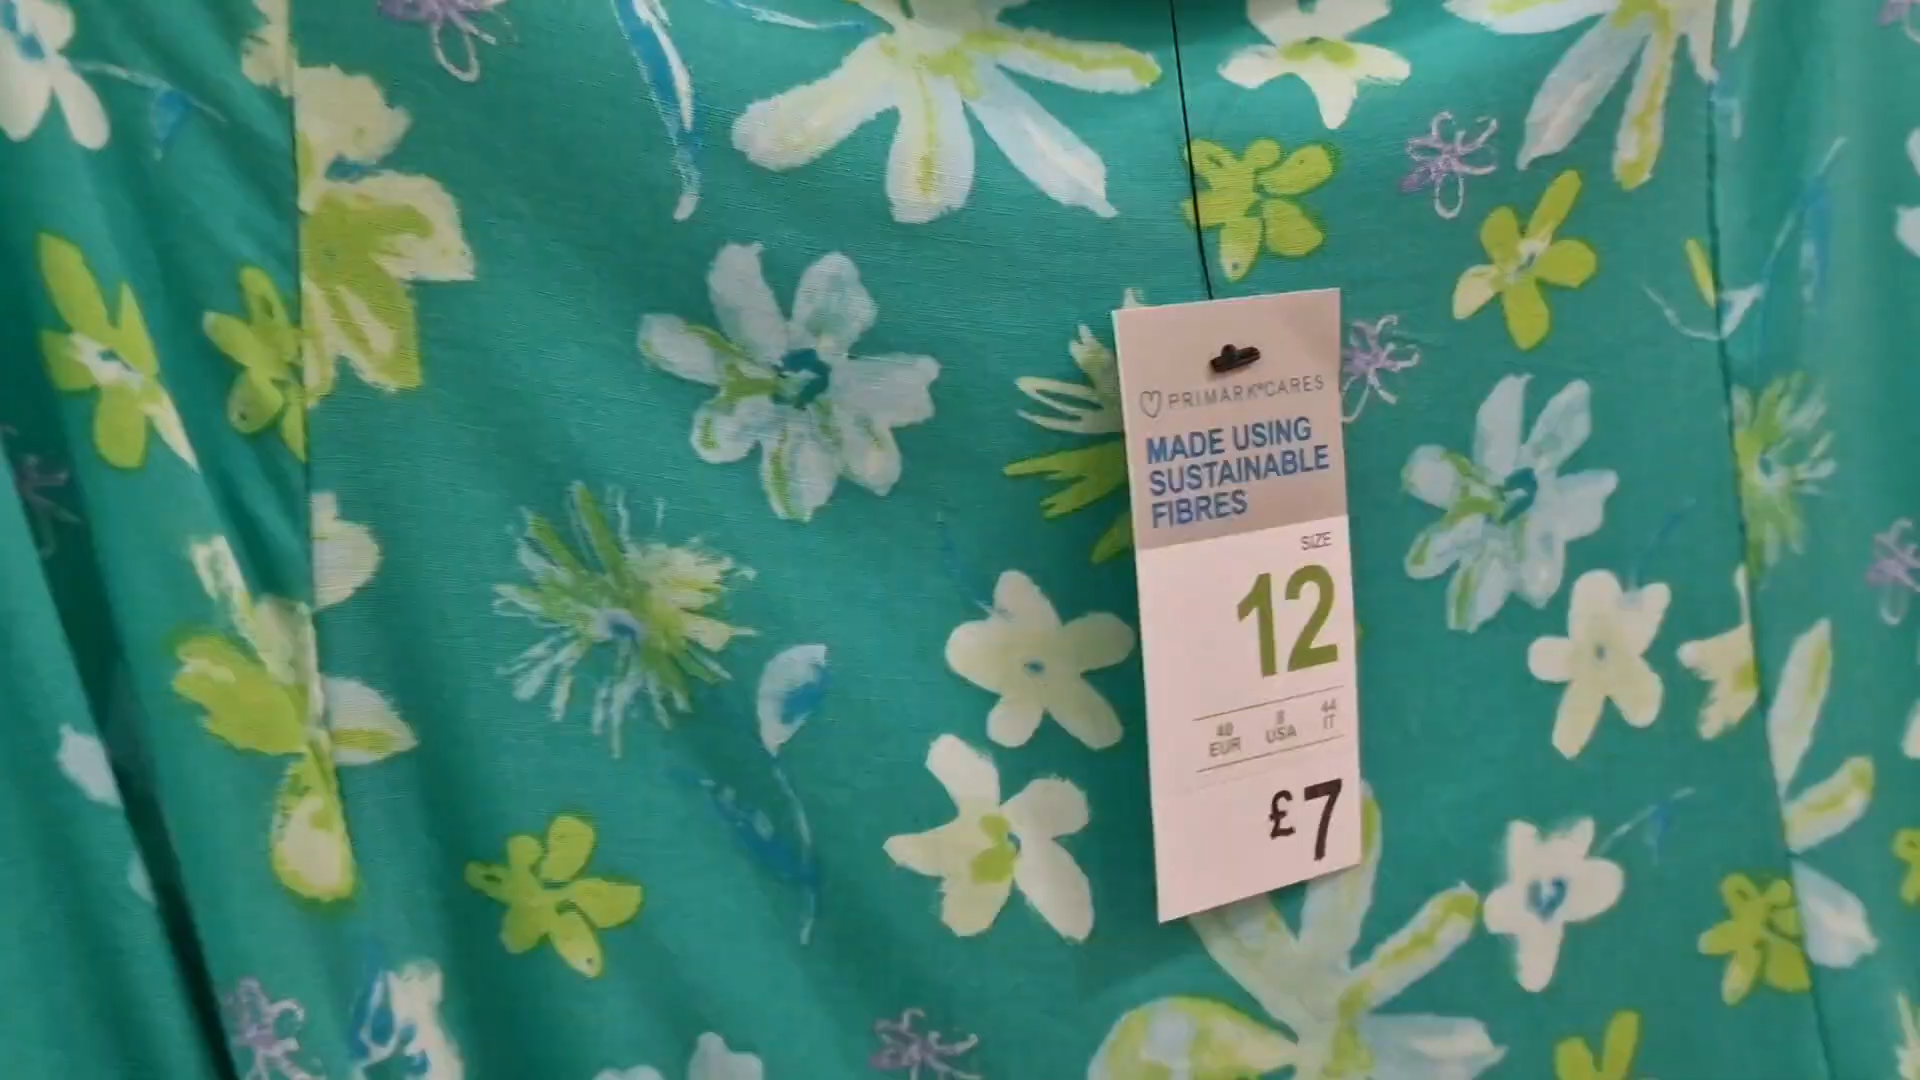 PRIMARK®CARES
MADE USING
SUSTAINABLE
FIBRES
SIZE
12
40 8 44
EUR USA IT
£7